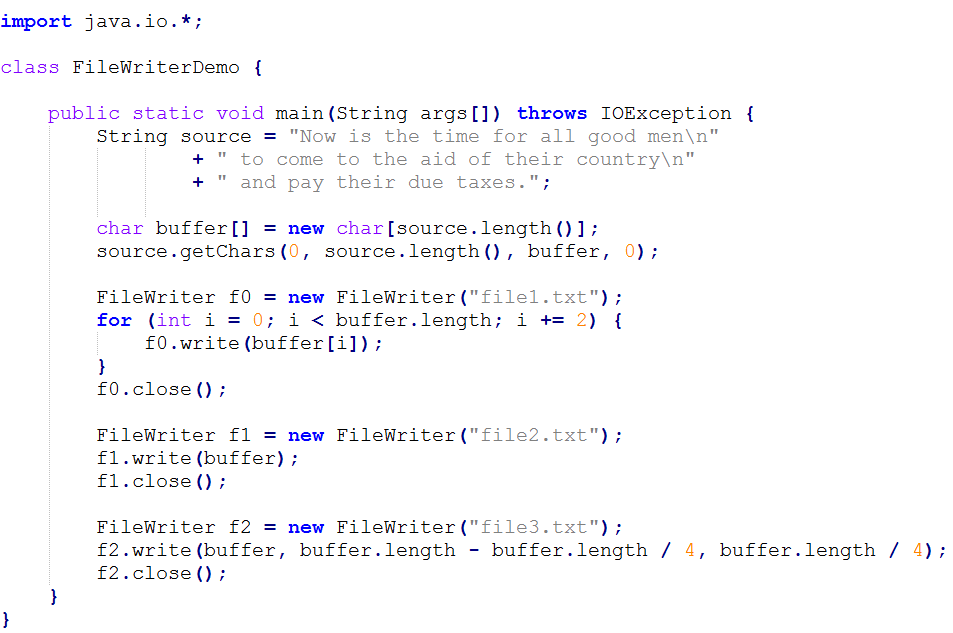 import java.io.*;
class FileWriterDemo {
public static void main(String args[]) throws IOException {
String source = "Now is the time for all good men\n"
+ " to come to the aid of their country\n"
+ " and pay their due taxes.";
char buffer[] = new char[source.length()];
source.getChars(0, source.length(), buffer, 0);
FileWriter f0 = new FileWriter("file1.txt");
for (int i = 0; i < buffer.length; i += 2) {
f0.write(buffer[i]);
}
f0.close();
FileWriter f1 = new FileWriter("file2.txt");
f1.write(buffer);
f1.close();
FileWriter f2 = new FileWriter("file3.txt");
f2.write(buffer, buffer.length - buffer.length / 4, buffer.length / 4);
f2.close();
}
}